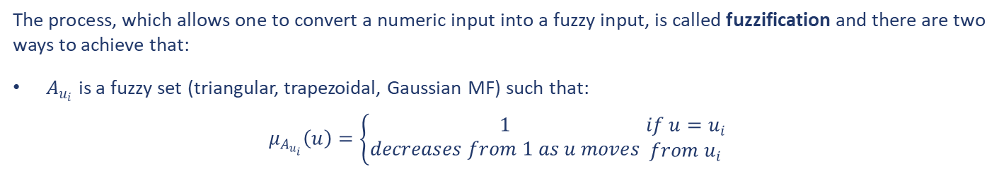 The process, which allows one to convert a numeric input into a fuzzy input, is called fuzzification and there are two
ways to achieve that:
• A_{u_i} is a fuzzy set (triangular, trapezoidal, Gaussian MF) such that:
μ_{A_{u_i}}(u) = { 1 if u = u_i
decreases from 1 as u moves from u_i